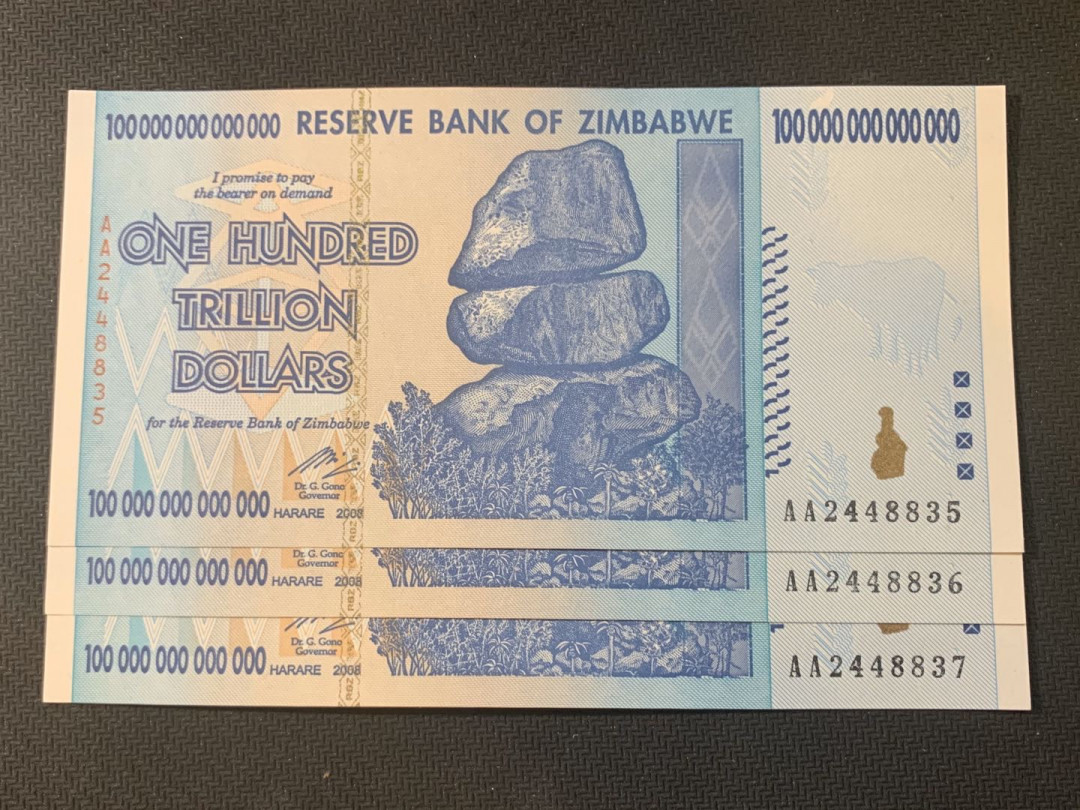 100 000 000 000 000 RESERVE BANK OF ZIMBABWE 100 000 000 000 000
I promise to pay
the bearer on demand
AA2448835
ONE HUNDRED
TRILLION
DOLLARS
for the Reserve Bank of Zimbabwe
Dr. G. Gono
Governor
100 000 000 000 000 HARARE 2008 AA2448835
Dr. G. Gono
Governor
100 000 000 000 000 HARARE 2008 AA2448836
Dr. G. Gono
Governor
100 000 000 000 000 HARARE 2008 AA2448837
RBZ